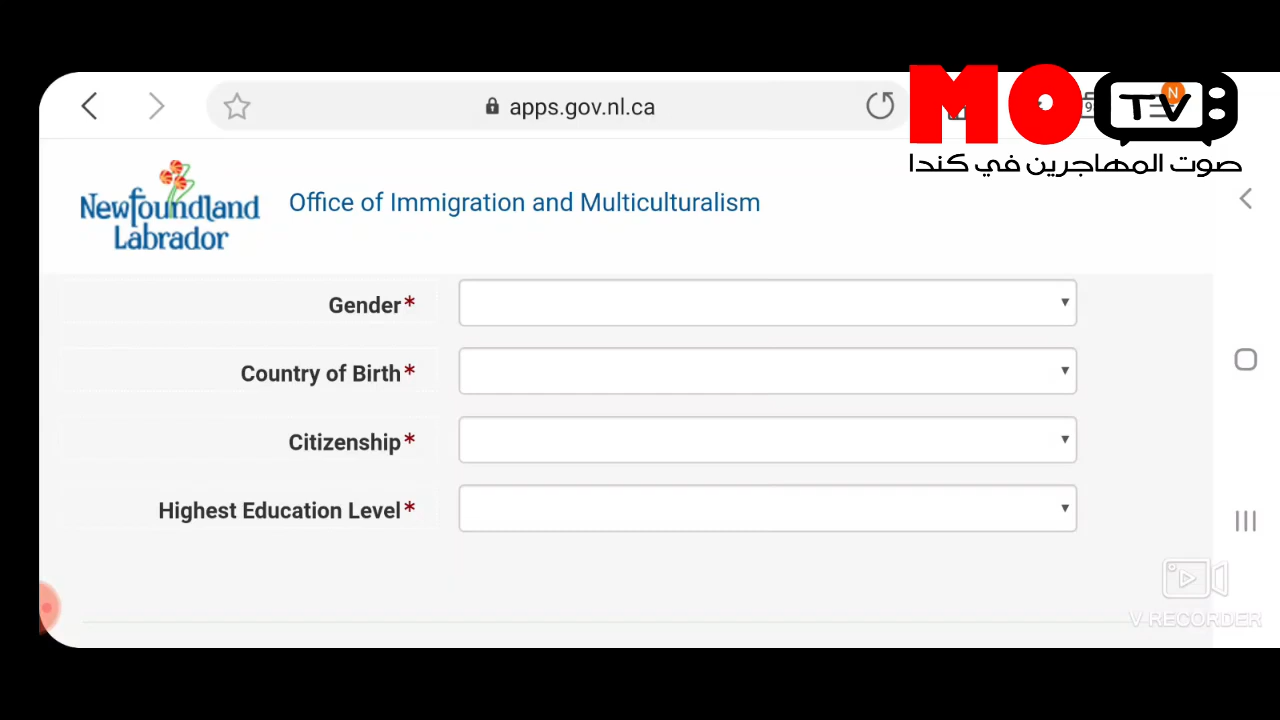 apps.gov.nl.ca
MO TV
صوت المهاجرين في كندا
Newfoundland
Labrador
Office of Immigration and Multiculturalism
Gender*
Country of Birth*
Citizenship*
Highest Education Level*
V RECORDER